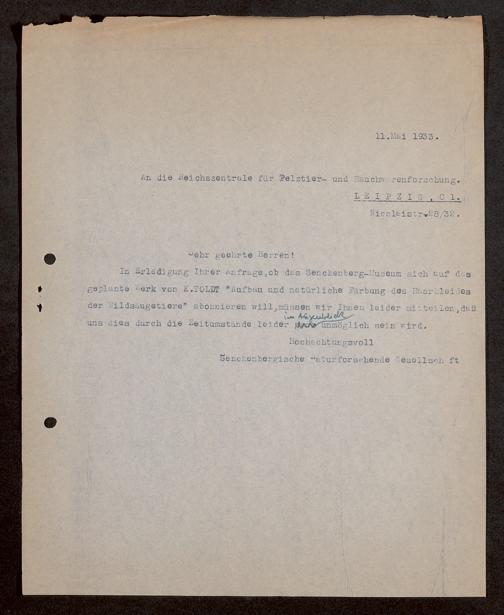 11.Mai 1933.
An die Reichszentrale für Pelztier- und Rauchwarenforschung.
LEIPZIG, C 1.
Nicolaistr.28/32.
Sehr geehrte Herren!
In Erledigung Ihrer Anfrage,ob das Senckenberg-Museum sich auf das
geplante Werk von K.TOLDT "Aufbau und natürliche Färbung des Haarkleides
der Wildsäugetiere" abonnieren will,müssen wir Ihnen leider mitteilen,daß
im Augenblick
uns dies durch die Zeitumstände leider unmöglich sein wird.
Hochachtungsvoll
Senckenbergische Naturforschende Gesellschaft